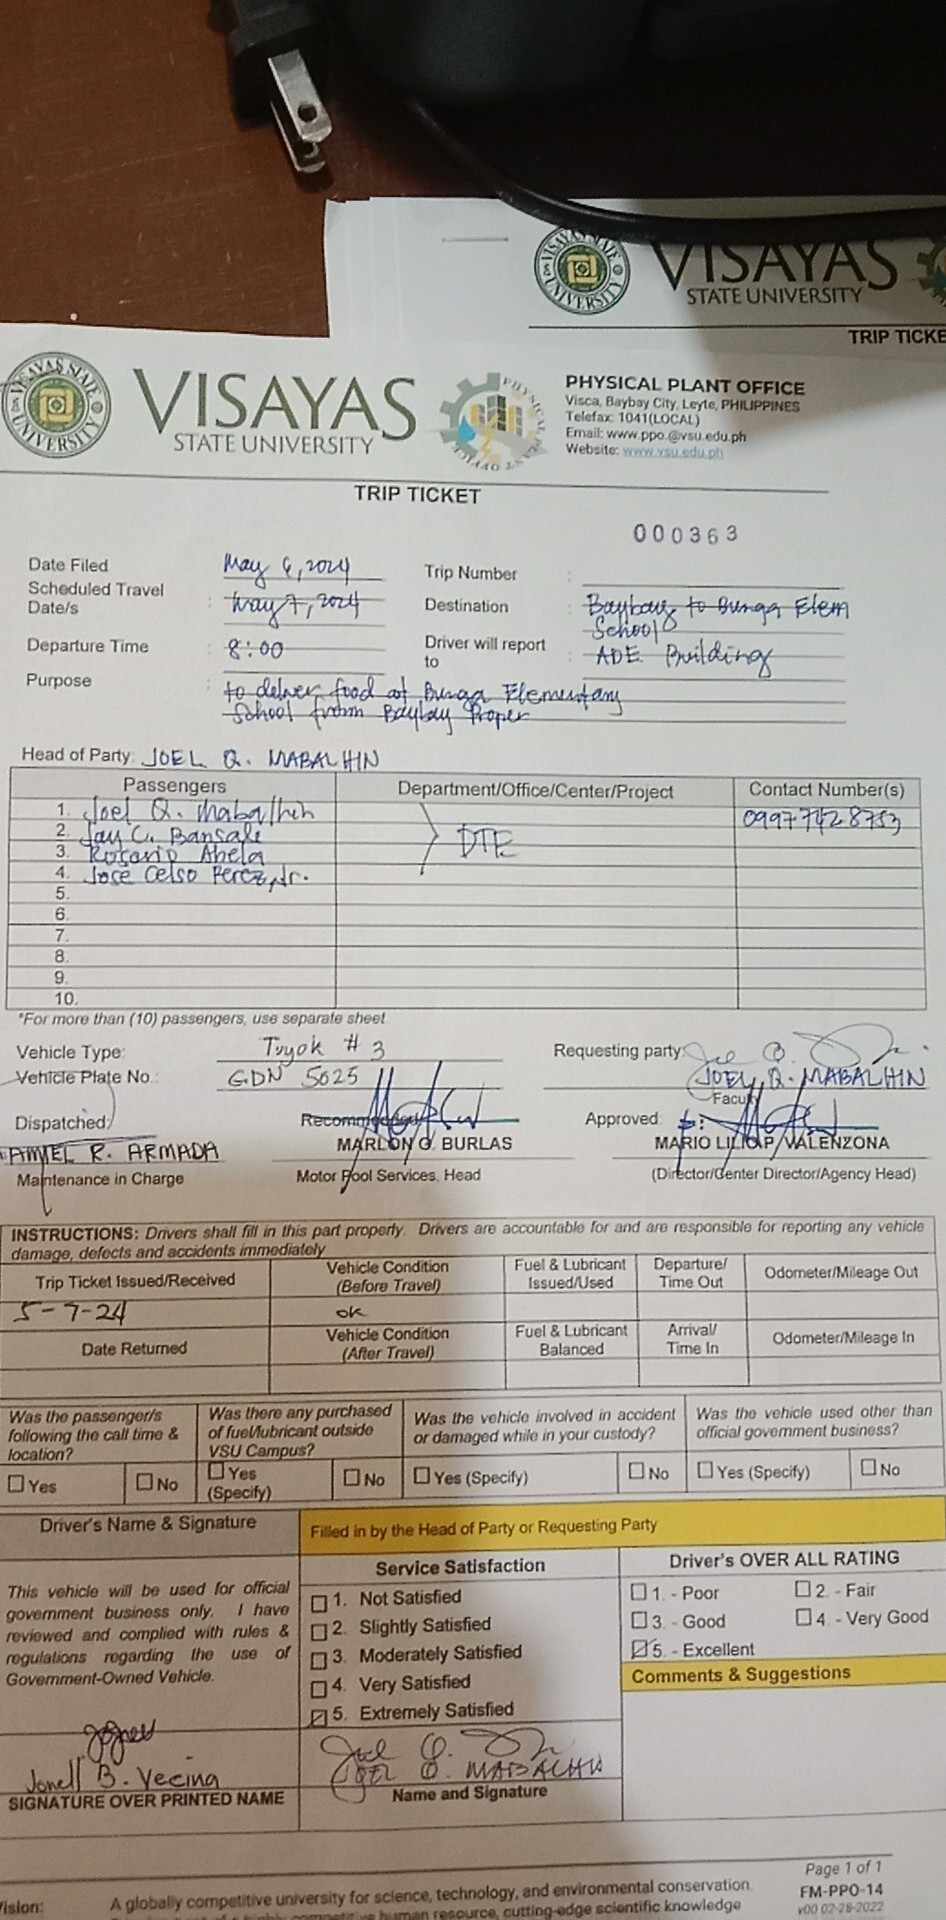 VISAYAS
STATE UNIVERSITY
TRIP TICKE
VISAYAS
STATE UNIVERSITY
PHYSICAL PLANT OFFICE
Visca, Baybay City, Leyte, PHILIPPINES
Telefax: 1041(LOCAL)
Email: www.ppo.@vsu.edu.ph
Website: www.vsu.edu.ph
TRIP TICKET
000363
Date Filed May 6, 2024 Trip Number :
Scheduled Travel Date/s : May 7, 2024 Destination : Baybay to Bunga Elem School
Departure Time : 8:00 Driver will report to : ADE Building
Purpose : to deliver food at Bunga Elementary
School from Baybay Proper
Head of Party: JOEL Q. MABALHIN
Passengers Department/Office/Center/Project Contact Number(s)
1. Joel Q. Mabalhin DTE 0997 7428753
2. Jay C. Bansale
3. Rosario Abela
4. Jose Celso Perez, Jr.
5.
6.
7.
8.
9.
10.
*For more than (10) passengers, use separate sheet
Vehicle Type: Tuyok # 3 Requesting party:
Vehicle Plate No.: GDN 5025 JOEL Q. MABALHIN
Faculty
Dispatched: Recommended Approved:
R. ARMADA MARLON G. BURLAS MARIO LILIO P. VALENZONA
Maintenance in Charge Motor Pool Services, Head (Director/Center Director/Agency Head)
INSTRUCTIONS: Drivers shall fill in this part property. Drivers are accountable for and are responsible for reporting any vehicle
damage, defects and accidents immediately
Trip Ticket Issued/Received Vehicle Condition (Before Travel) Fuel & Lubricant Issued/Used Departure/ Time Out Odometer/Mileage Out
5-7-24 ok
Date Returned Vehicle Condition (After Travel) Fuel & Lubricant Balanced Arrival/ Time In Odometer/Mileage In
Was the passenger/s following the call time & location? Was there any purchased of fuel/lubricant outside VSU Campus? Was the vehicle involved in accident or damaged while in your custody? Was the vehicle used other than official government business?
Yes No Yes (Specify) No Yes (Specify) No Yes (Specify) No
Driver's Name & Signature Filled in by the Head of Party or Requesting Party
Service Satisfaction Driver's OVER ALL RATING
This vehicle will be used for official
government business only. I have
reviewed and complied with rules &
regulations regarding the use of
Government-Owned Vehicle.
1. Not Satisfied
2. Slightly Satisfied
3. Moderately Satisfied
4. Very Satisfied
5. Extremely Satisfied
1. - Poor 2. - Fair
3. - Good 4. - Very Good
5. - Excellent
Comments & Suggestions
Jonell B. Vecina
SIGNATURE OVER PRINTED NAME
JOEL Q. MABALHIN
Name and Signature
Page 1 of 1
FM-PPO-14
v00 02-28-2022
ision: A globally competitive university for science, technology, and environmental conservation.
human resource, cutting-edge scientific knowledge